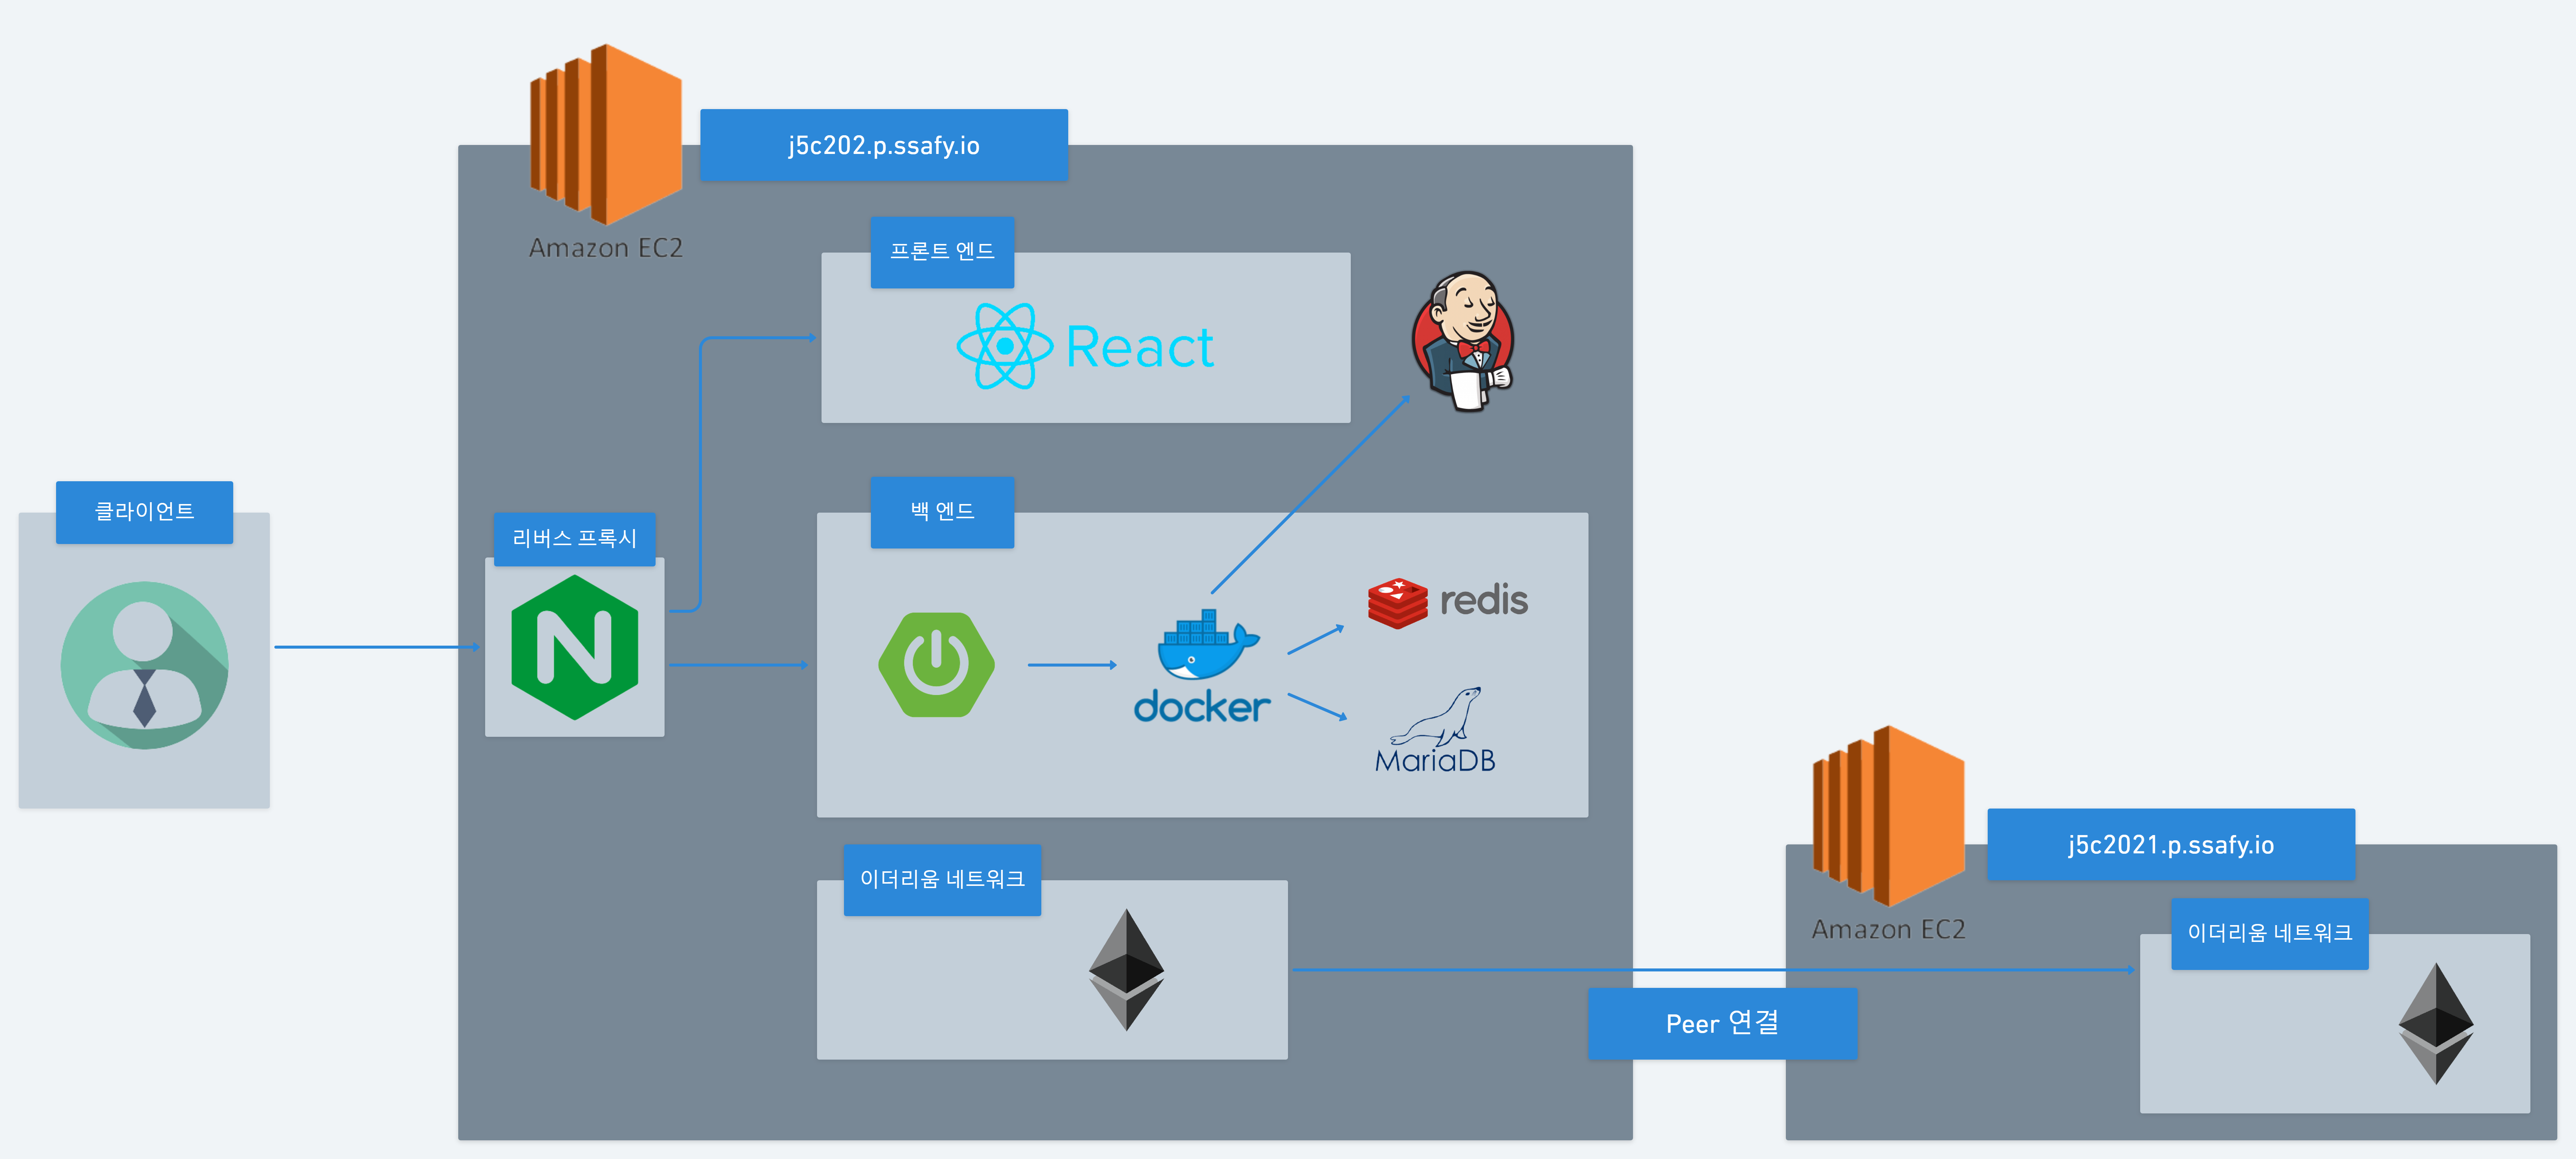 j5c202.p.ssafy.io
Amazon EC2
프론트 엔드
React
클라이언트
리버스 프록시
백 엔드
redis
docker
MariaDB
이더리움 네트워크
j5c2021.p.ssafy.io
Amazon EC2
이더리움 네트워크
Peer 연결